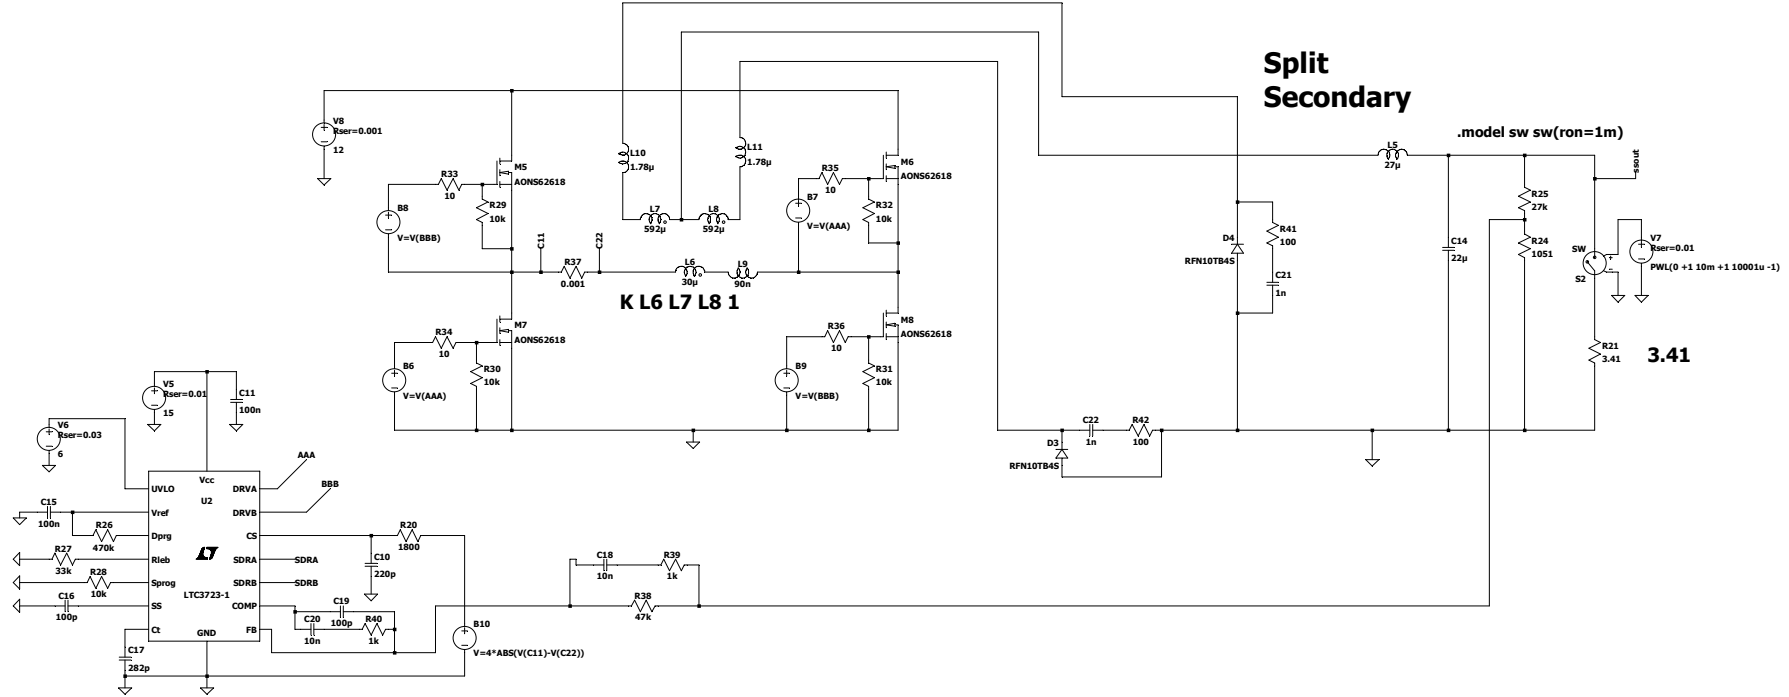 Split
Secondary
.model sw sw(ron=1m)
V8
Rser=0.001
12
L10
1.78µ
L11
1.78µ
M5
AONS62618
M6
AONS62618
R33
10
R35
10
R29
10k
R32
10k
B8
V=V(BBB)
B7
V=V(AAA)
L7
592µ
L8
592µ
C11
C22
R37
0.001
L6
30µ
L9
90n
K L6 L7 L8 1
L5
27µ
ssout
R25
27k
R24
1051
C14
22µ
SW
S2
V7
Rser=0.01
PWL(0 +1 10m +1 10001u -1)
D4
RFN10TB4S
R41
100
C21
1n
R21
3.41
3.41
M7
AONS62618
M8
AONS62618
R34
10
R36
10
R30
10k
R31
10k
B6
V=V(AAA)
B9
V=V(BBB)
C22
1n
R42
100
D3
RFN10TB4S
V5
Rser=0.01
15
C11
100n
V6
Rser=0.03
6
AAA
BBB
Vcc
U2
UVLO
Vref
Dprg
Rleb
Sprog
SS
Ct
GND
DRVA
DRVB
CS
SDRA
SDRB
COMP
FB
LTC3723-1
SDRA
SDRB
C15
100n
R26
470k
R27
33k
R28
10k
C16
100p
C17
282p
R20
1800
C10
220p
C19
100p
C20
10n
R40
1k
C18
10n
R39
1k
R38
47k
B10
V=4*ABS(V(C11)-V(C22))